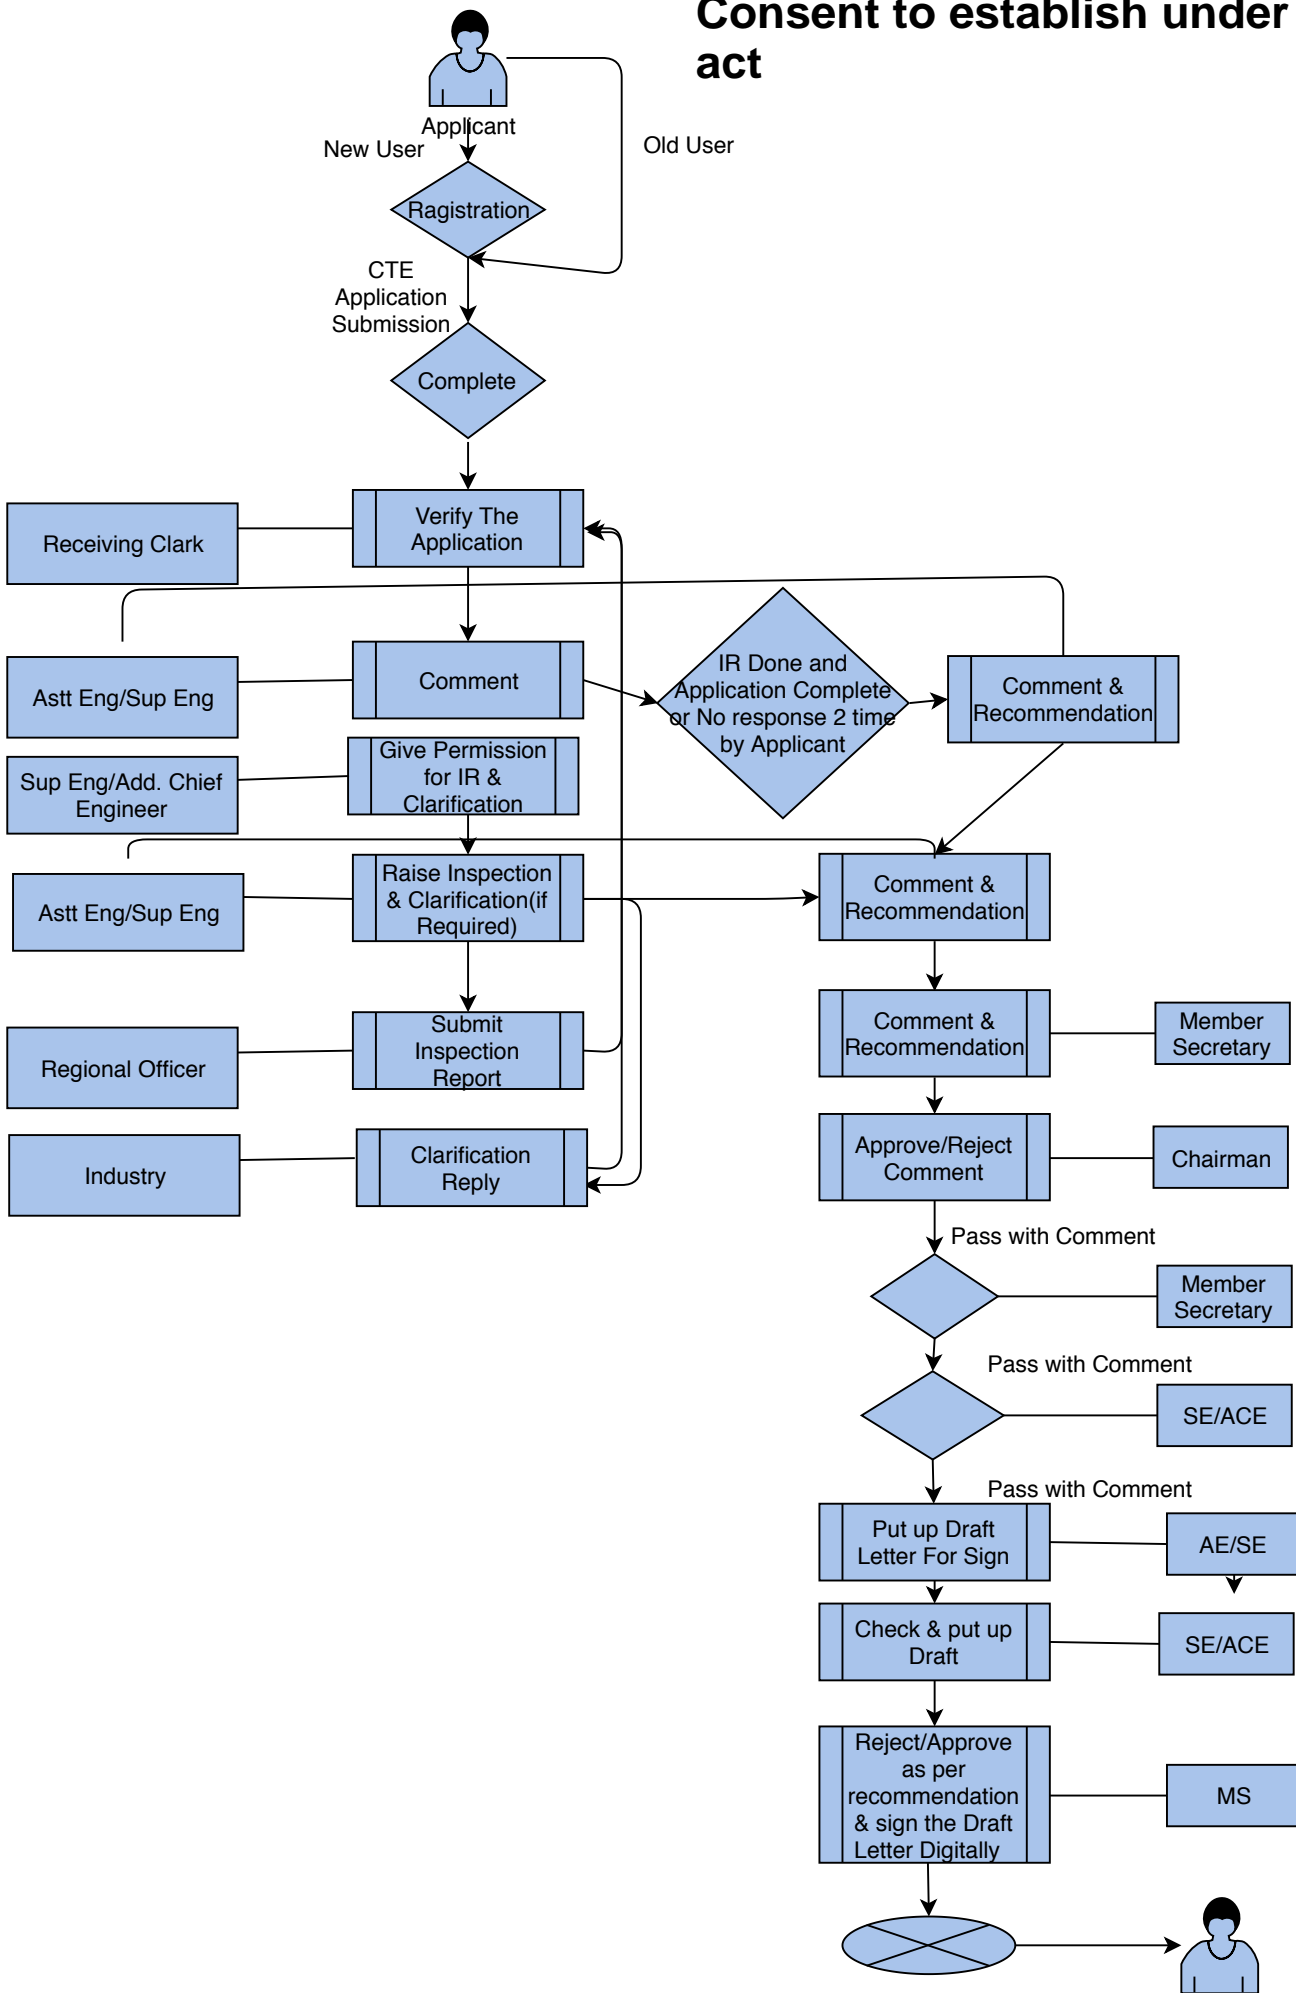 Consent to establish under
act
Applicant
New User
Old User
Ragistration
CTE
Application
Submission
Complete
Receiving Clark
Verify The
Application
Astt Eng/Sup Eng
Comment
IR Done and
Application Complete
or No response 2 time
by Applicant
Comment &
Recommendation
Sup Eng/Add. Chief
Engineer
Give Permission
for IR &
Clarification
Astt Eng/Sup Eng
Raise Inspection
& Clarification(if
Required)
Comment &
Recommendation
Regional Officer
Submit
Inspection
Report
Comment &
Recommendation
Member
Secretary
Industry
Clarification
Reply
Approve/Reject
Comment
Chairman
Pass with Comment
Member
Secretary
Pass with Comment
SE/ACE
Pass with Comment
Put up Draft
Letter For Sign
AE/SE
Check & put up
Draft
SE/ACE
Reject/Approve
as per
recommendation
& sign the Draft
Letter Digitally
MS